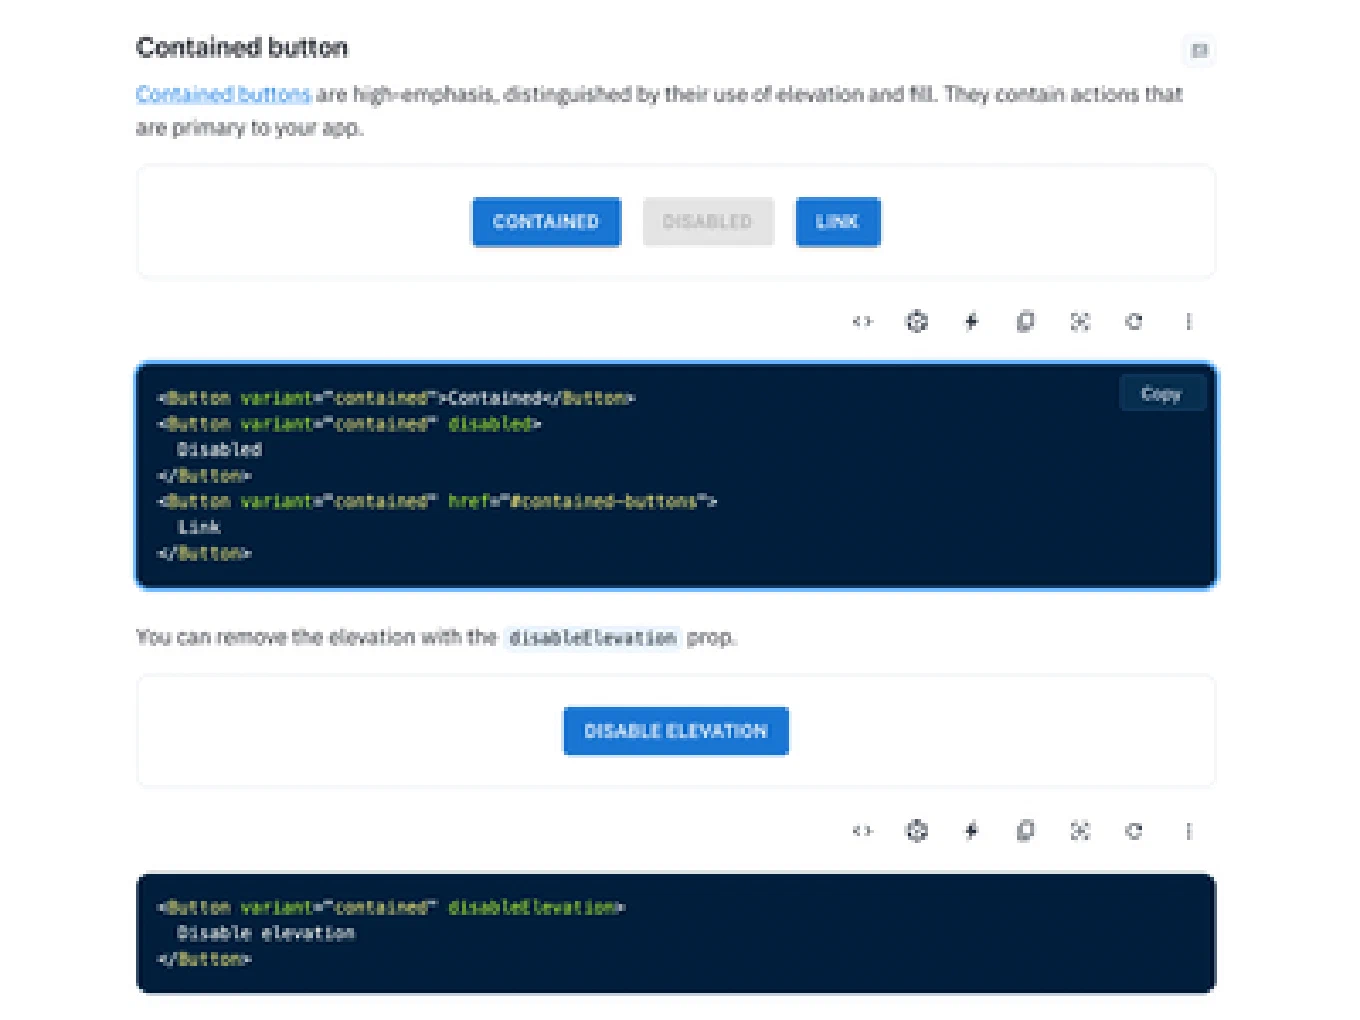 Contained button
Contained buttons are high-emphasis, distinguished by their use of elevation and fill. They contain actions that
are primary to your app.
CONTAINED DISABLED LINK
Copy
<Button variant="contained">Contained</Button>
<Button variant="contained" disabled>
Disabled
</Button>
<Button variant="contained" href="#contained-buttons">
Link
</Button>
You can remove the elevation with the disableElevation prop.
DISABLE ELEVATION
<Button variant="contained" disableElevation>
Disable elevation
</Button>